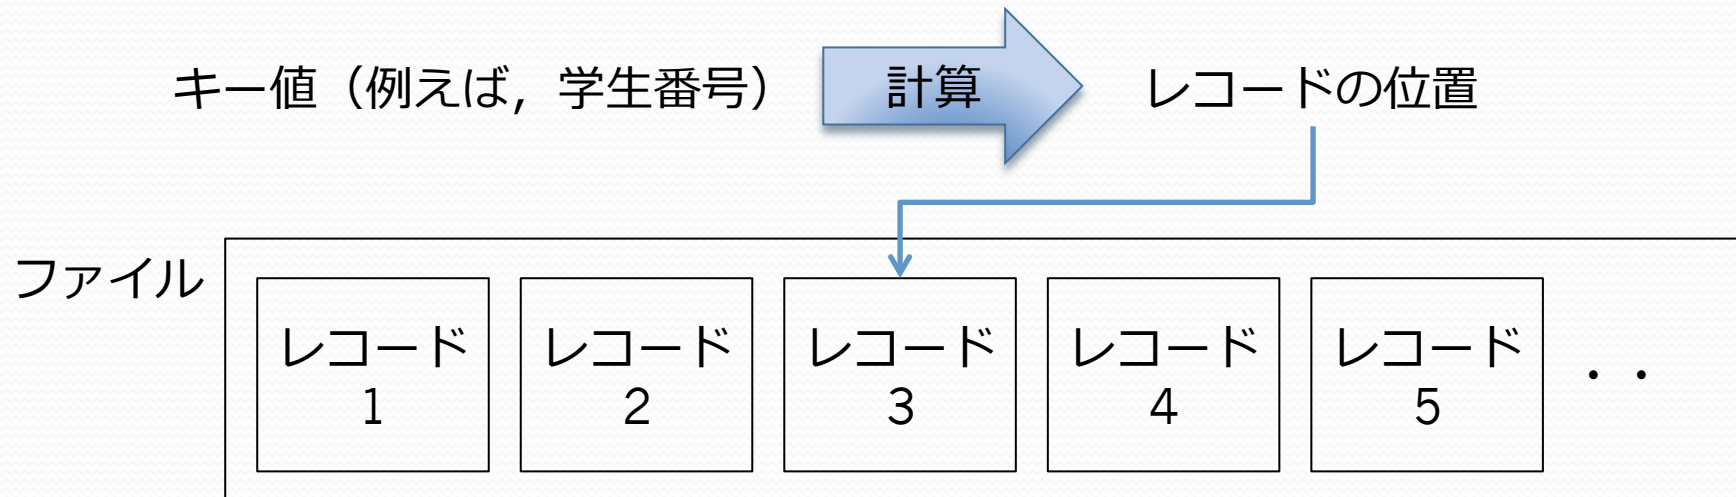 キー値（例えば，学生番号）
計算
レコードの位置
ファイル
レコード
1
レコード
2
レコード
3
レコード
4
レコード
5
・・